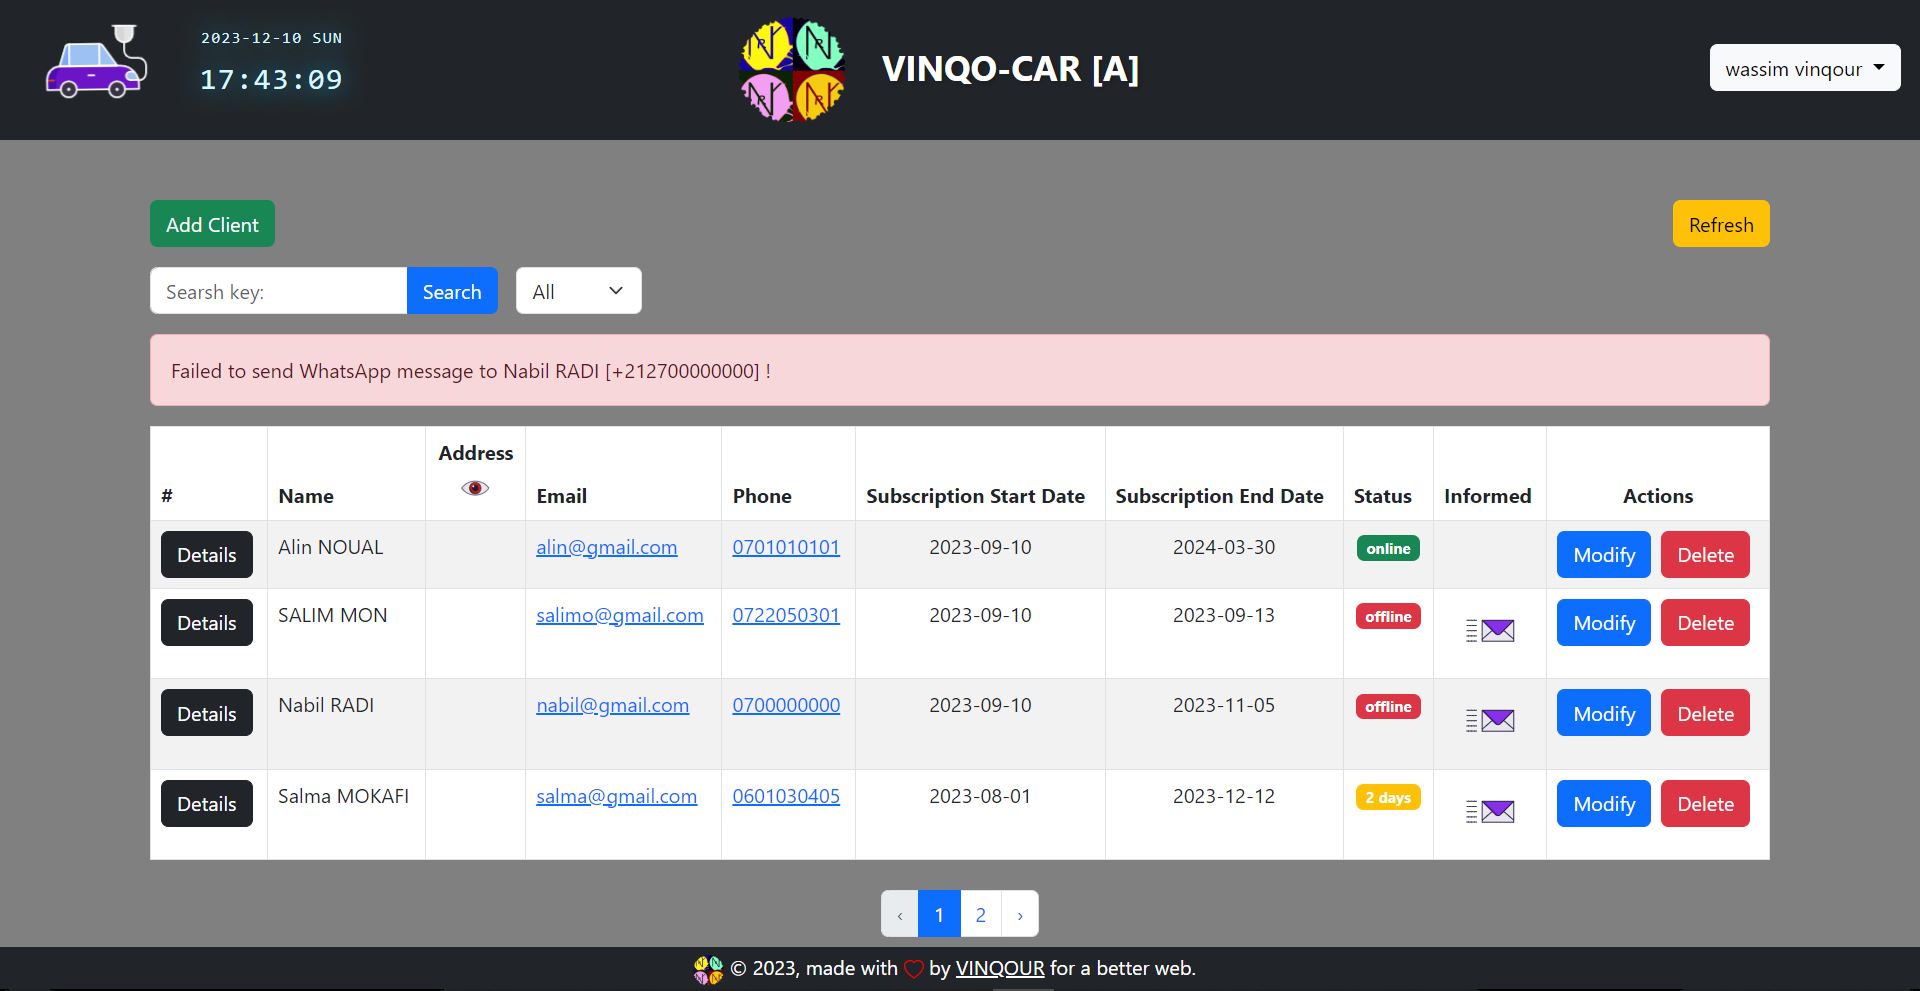 2023-12-10 SUN
17:43:09
VINQO-CAR [A]
wassim vinqour
Add Client
Refresh
Searsh key:
Search
All
Failed to send WhatsApp message to Nabil RADI [+212700000000] !
# Name Address Email Phone Subscription Start Date Subscription End Date Status Informed Actions
Details Alin NOUAL alin@gmail.com 0701010101 2023-09-10 2024-03-30 online Modify Delete
Details SALIM MON salimo@gmail.com 0722050301 2023-09-10 2023-09-13 offline Modify Delete
Details Nabil RADI nabil@gmail.com 0700000000 2023-09-10 2023-11-05 offline Modify Delete
Details Salma MOKAFI salma@gmail.com 0601030405 2023-08-01 2023-12-12 2 days Modify Delete
‹ 1 2 ›
© 2023, made with by VINQOUR for a better web.